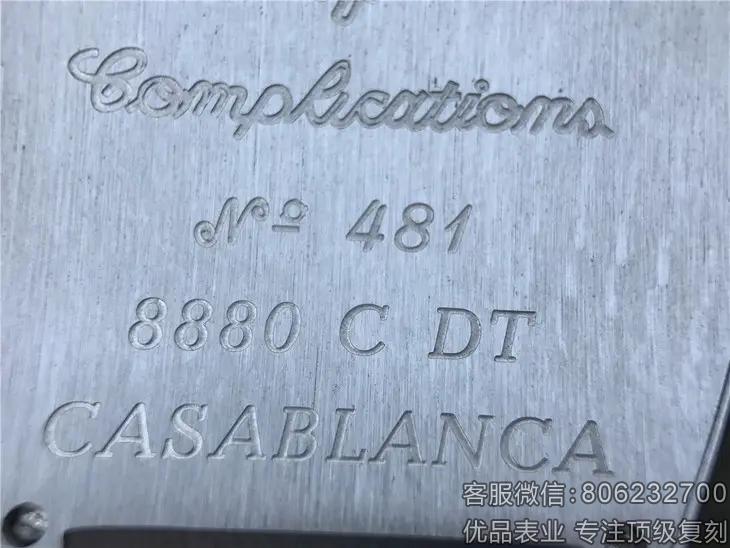 Complications
Nº 481
8880 C DT
CASABLANCA
客服微信:806232700
优品表业 专注顶级复刻